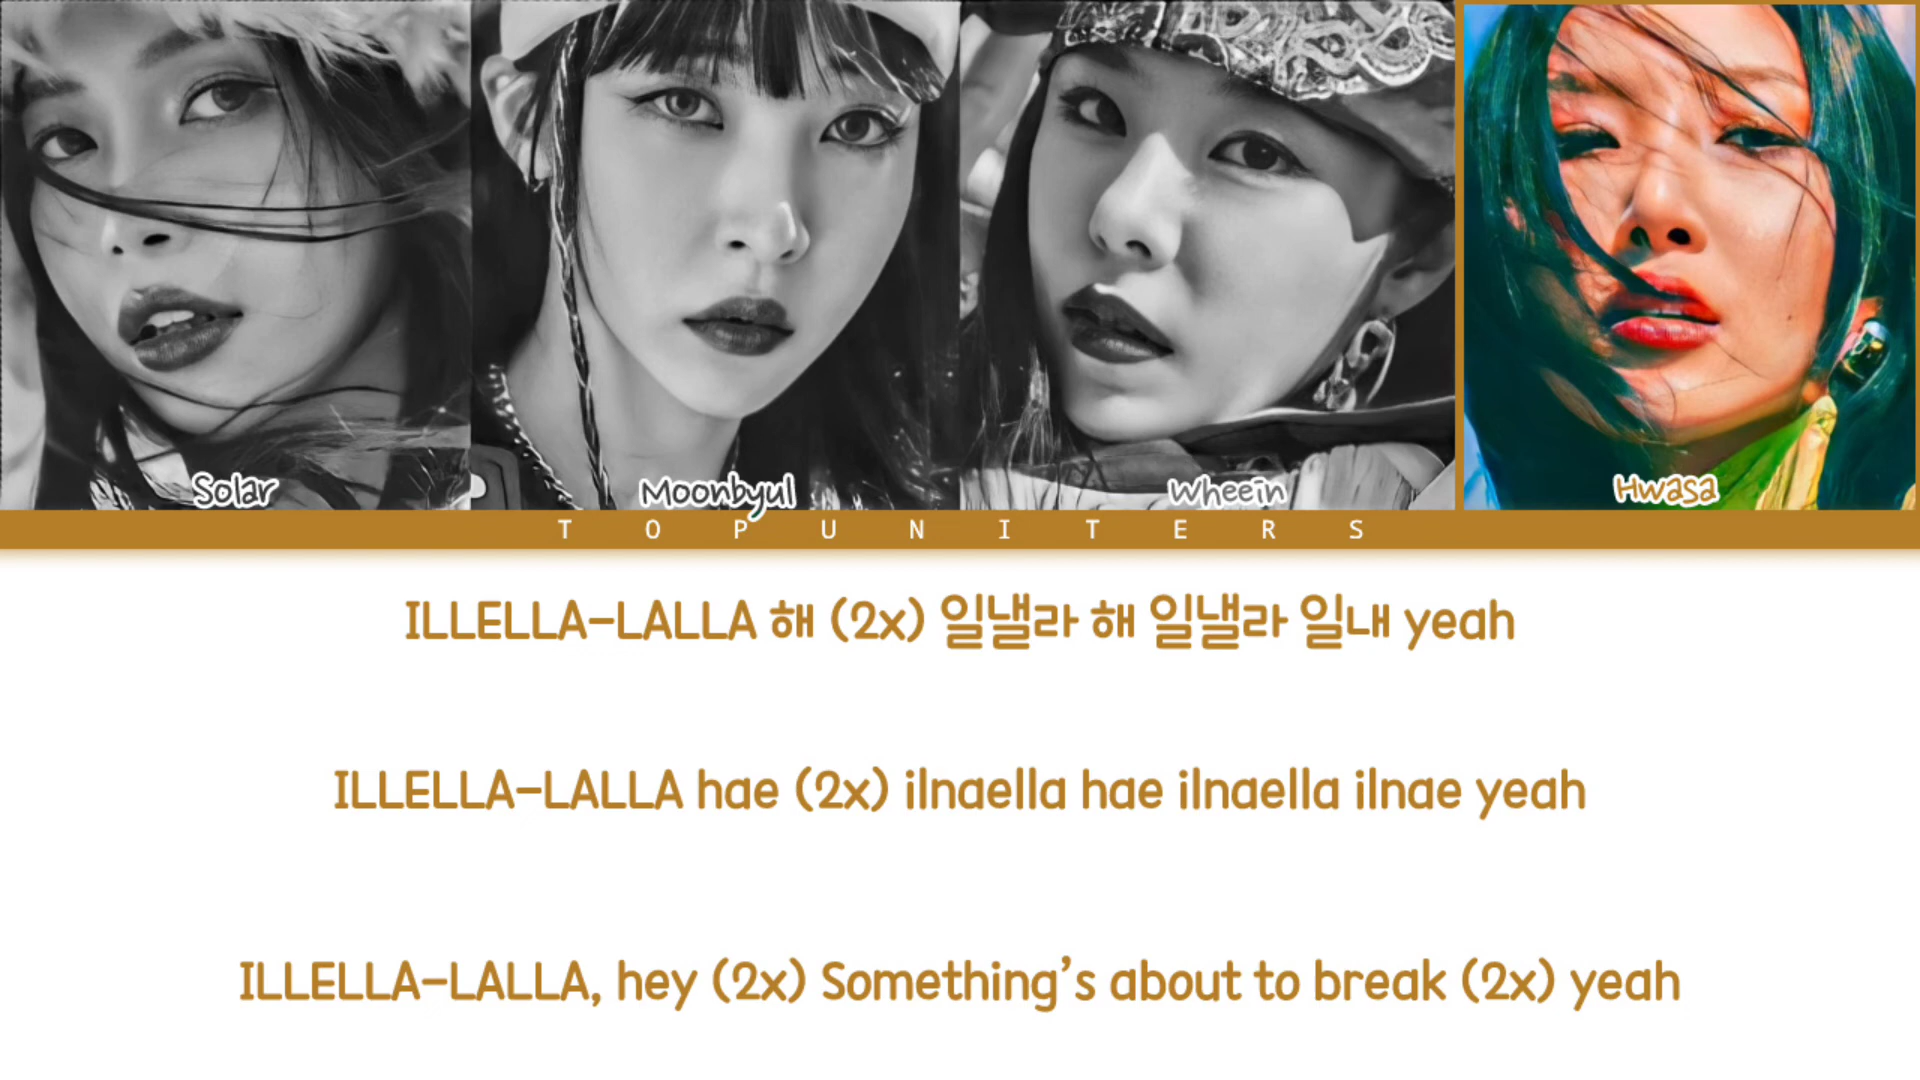 Solar Moonbyul Wheein Hwasa
TOPUNITERS
ILLELLA-LALLA 해 (2x) 일낼라 해 일낼라 일내 yeah
ILLELLA-LALLA hae (2x) ilnaella hae ilnaella ilnae yeah
ILLELLA-LALLA, hey (2x) Something's about to break (2x) yeah